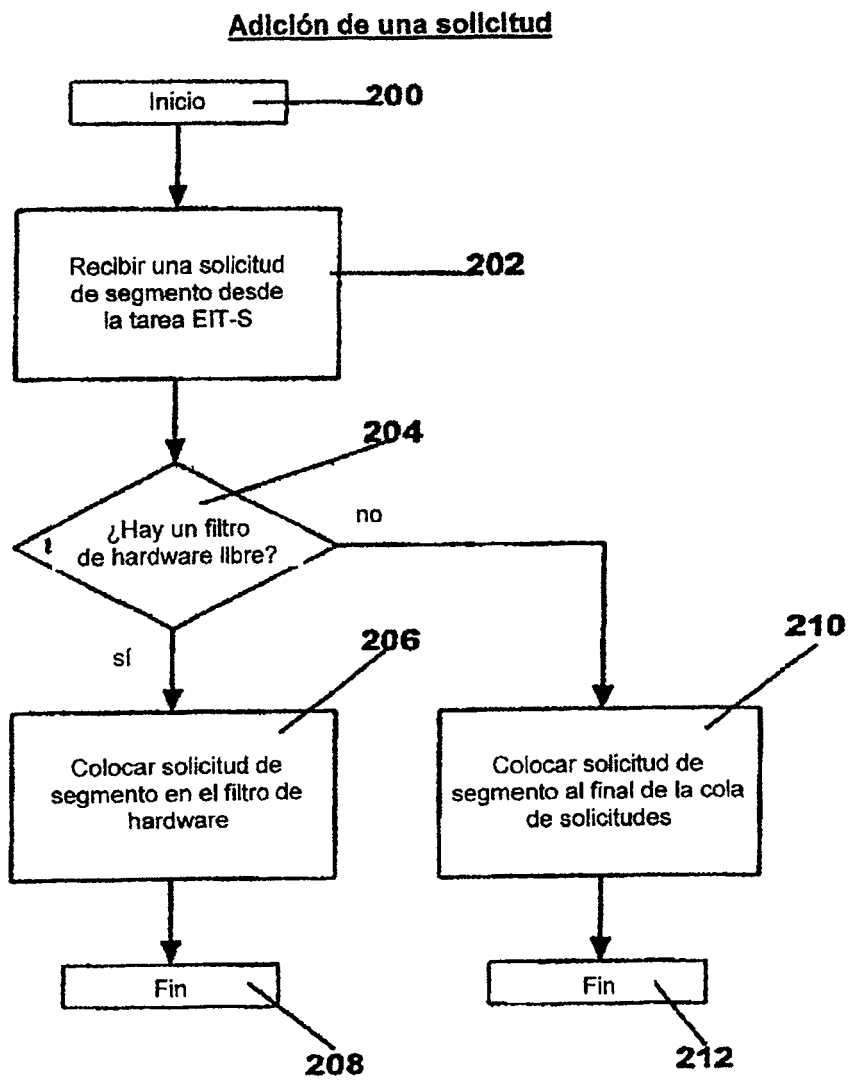 Adición de una solicitud
Inicio
200
Recibir una solicitud
de segmento desde
la tarea EIT-S
202
204
¿Hay un filtro
de hardware libre?
no
sí
206
210
Colocar solicitud de
segmento en el filtro de
hardware
Colocar solicitud de
segmento al final de la cola
de solicitudes
Fin
Fin
208
212